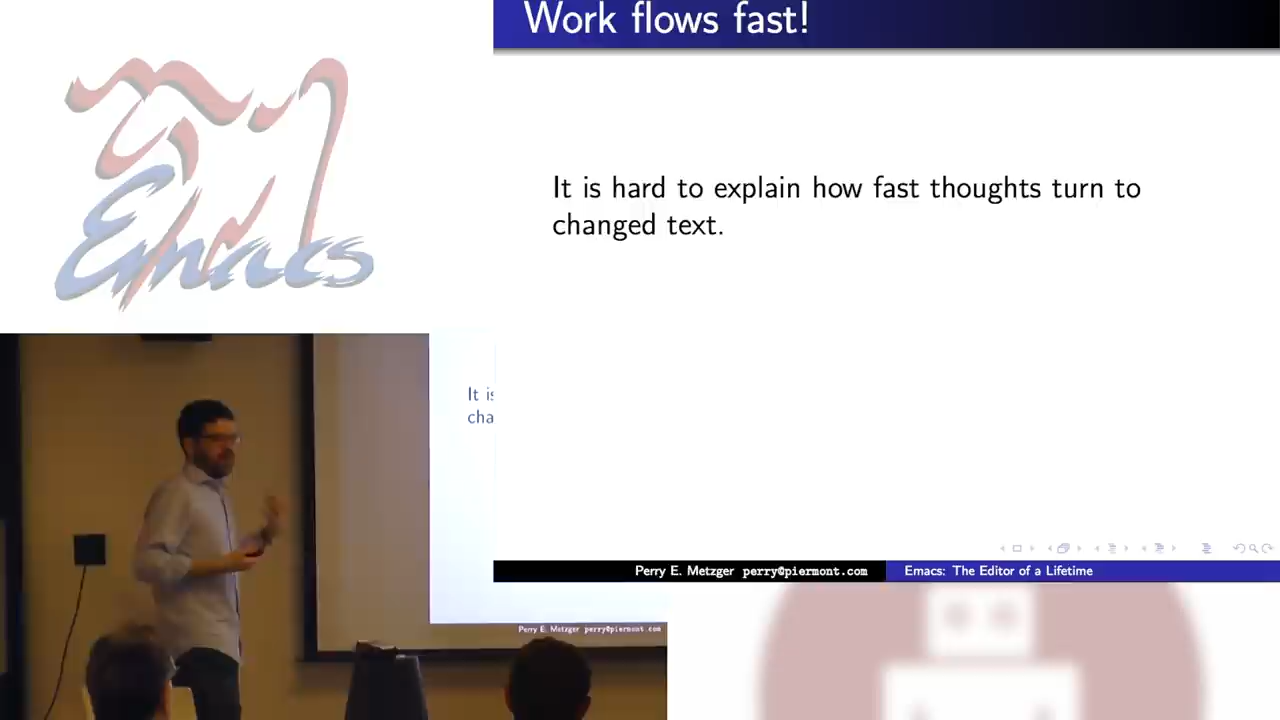 Work flows fast!
Emacs
It is hard to explain how fast thoughts turn to
changed text.
It is
cha
Perry E. Metzger perry@piermont.com
Emacs: The Editor of a Lifetime
Perry E. Metzger perry@piermont.com